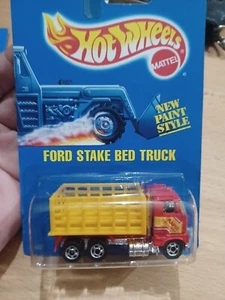 Hot Wheels
MATTEL
NEW
PAINT
STYLE
FORD STAKE BED TRUCK